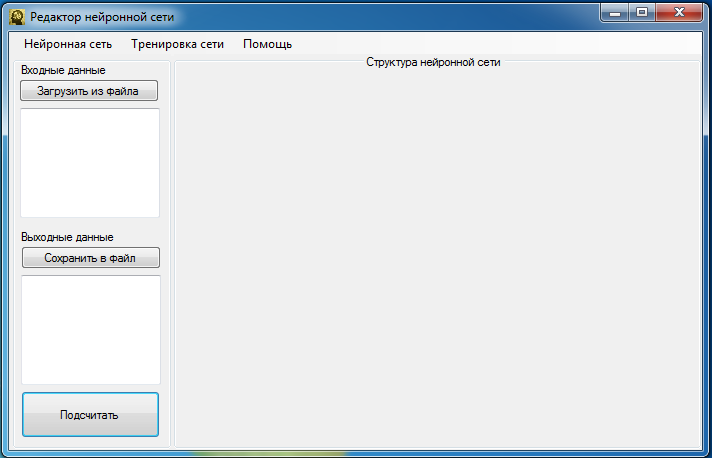 Редактор нейронной сети
Нейронная сеть Тренировка сети Помощь
Входные данные
Загрузить из файла
Выходные данные
Сохранить в файл
Подсчитать
Структура нейронной сети